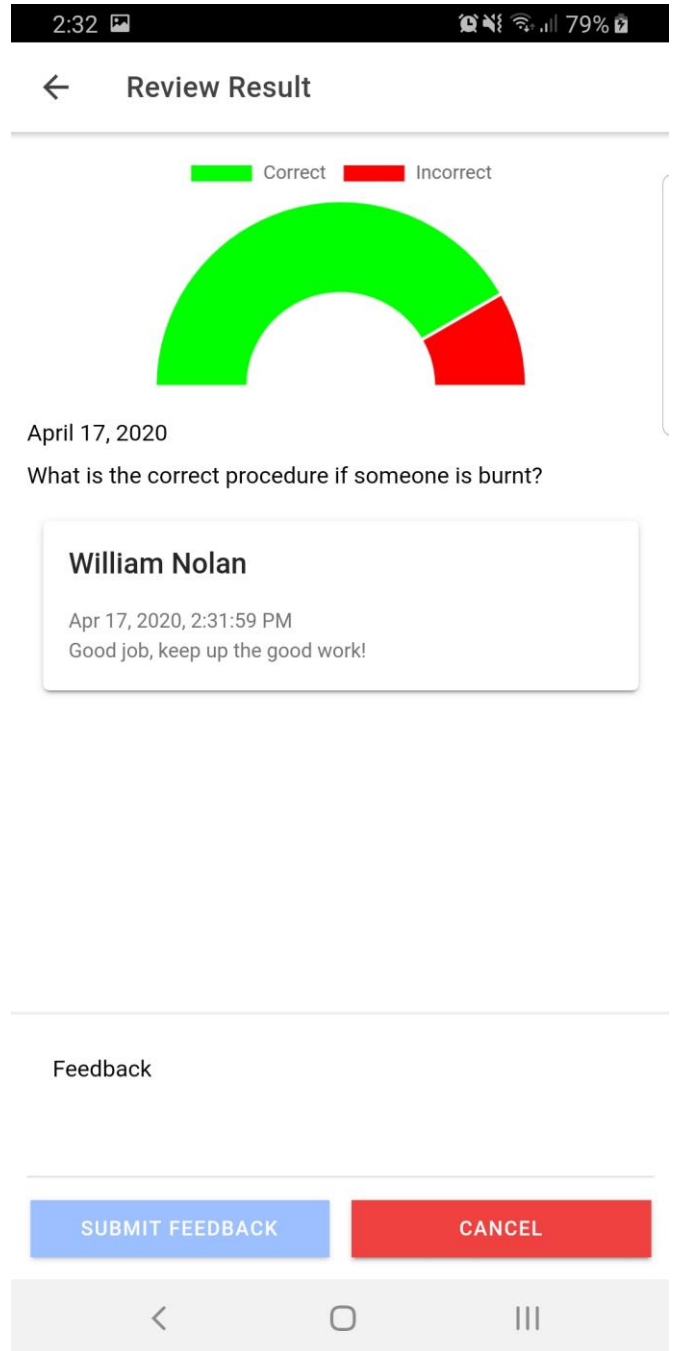 2:32 79%
Review Result
Correct Incorrect
April 17, 2020
What is the correct procedure if someone is burnt?
William Nolan
Apr 17, 2020, 2:31:59 PM
Good job, keep up the good work!
Feedback
SUBMIT FEEDBACK CANCEL